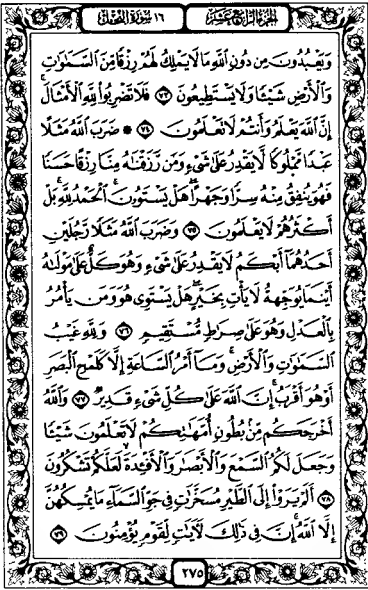 الجزء الرابع عشر
١٦ سورة النحل
وَيَعْبُدُونَ مِن دُونِ ٱللَّهِ مَا لَا يَمْلِكُ لَهُمْ رِزْقًا مِّنَ ٱلسَّمَٰوَٰتِ
وَٱلْأَرْضِ شَيْـًٔا وَلَا يَسْتَطِيعُونَ ٧٣ فَلَا تَضْرِبُوا۟ لِلَّهِ ٱلْأَمْثَالَ
إِنَّ ٱللَّهَ يَعْلَمُ وَأَنتُمْ لَا تَعْلَمُونَ ٧٤ * ضَرَبَ ٱللَّهُ مَثَلًا
عَبْدًا مَّمْلُوكًا لَّا يَقْدِرُ عَلَىٰ شَىْءٍ وَمَن رَّزَقْنَٰهُ مِنَّا رِزْقًا حَسَنًا
فَهُوَ يُنفِقُ مِنْهُ سِرًّا وَجَهْرًا ۖ هَلْ يَسْتَوُۥنَ ۚ ٱلْحَمْدُ لِلَّهِ ۚ بَلْ
أَكْثَرُهُمْ لَا يَعْلَمُونَ ٧٥ وَضَرَبَ ٱللَّهُ مَثَلًا رَّجُلَيْنِ
أَحَدُهُمَآ أَبْكَمُ لَا يَقْدِرُ عَلَىٰ شَىْءٍ وَهُوَ كَلٌّ عَلَىٰ مَوْلَىٰهُ
أَيْنَمَا يُوَجِّههُّ لَا يَأْتِ بِخَيْرٍ ۖ هَلْ يَسْتَوِى هُوَ وَمَن يَأْمُرُ
بِٱلْعَدْلِ ۙ وَهُوَ عَلَىٰ صِرَٰطٍ مُّسْتَقِيمٍ ٧٦ وَلِلَّهِ غَيْبُ
ٱلسَّمَٰوَٰتِ وَٱلْأَرْضِ ۚ وَمَآ أَمْرُ ٱلسَّاعَةِ إِلَّا كَلَمْحِ ٱلْبَصَرِ
أَوْ هُوَ أَقْرَبُ ۚ إِنَّ ٱللَّهَ عَلَىٰ كُلِّ شَىْءٍ قَدِيرٌ ٧٧ وَٱللَّهُ
أَخْرَجَكُم مِّنۢ بُطُونِ أُمَّهَٰتِكُمْ لَا تَعْلَمُونَ شَيْـًٔا
وَجَعَلَ لَكُمُ ٱلسَّمْعَ وَٱلْأَبْصَٰرَ وَٱلْأَفْـِٔدَةَ ۙ لَعَلَّكُمْ تَشْكُرُونَ
٧٨ أَلَمْ يَرَوْا۟ إِلَى ٱلطَّيْرِ مُسَخَّرَٰتٍ فِى جَوِّ ٱلسَّمَآءِ مَا يُمْسِكُهُنَّ
إِلَّا ٱللَّهُ ۗ إِنَّ فِى ذَٰلِكَ لَءَايَٰتٍ لِّقَوْمٍ يُؤْمِنُونَ ٧٩
٢٧٥